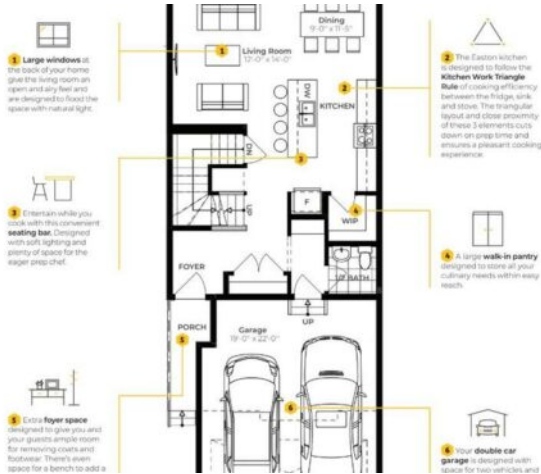 1 Large windows at
the back of your home
give the living room an
open and airy feel and
are designed to flood the
space with natural light.
3 Entertain while you
cook with this convenient
seating bar. Designed
with soft lighting and
plenty of space for the
eager prep chef.
5 Extra foyer space
designed to give you and
your guests ample room
for removing coats and
footwear. There's even
space for a bench to add a
Dining
9'-0" x 11'-5"
1 Living Room
12'-0" x 14'-0"
2
DW
KITCHEN
3
DN
UP
F
4
WIP
FOYER
BATH
UP
PORCH
5
Garage
19'-0" x 22'-0"
6
2 The Easton kitchen
is designed to follow the
Kitchen Work Triangle
Rule of cooking efficiency
between the fridge, sink
and stove. The triangular
layout and close proximity
of these 3 elements cuts
down on prep time and
ensures a pleasant cooking
experience.
4 A large walk-in pantry
designed to store all your
culinary needs within easy
reach.
6 Your double car
garage is designed with
space for two vehicles and